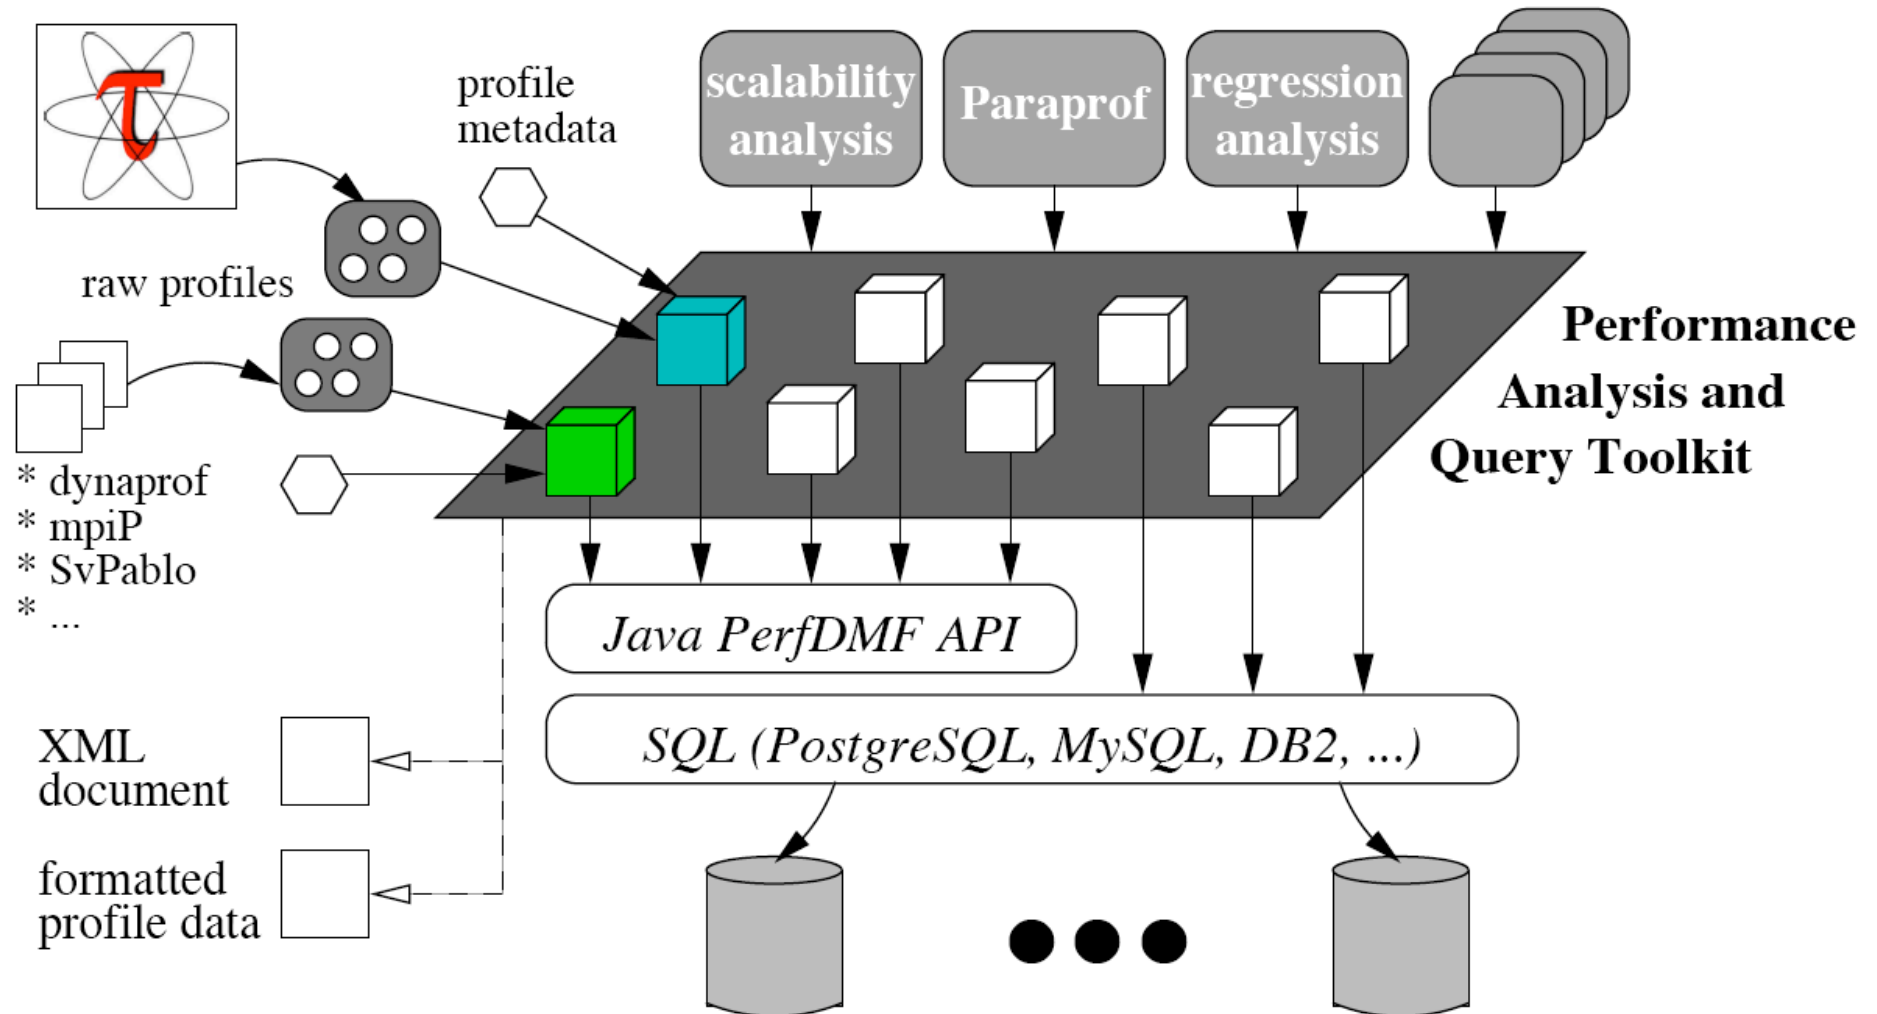 τ
profile
metadata
scalability
analysis
Paraprof
regression
analysis
raw profiles
Performance
Analysis and
Query Toolkit
* dynaprof
* mpiP
* SvPablo
* ...
Java PerfDMF API
SQL (PostgreSQL, MySQL, DB2, ...)
XML
document
formatted
profile data